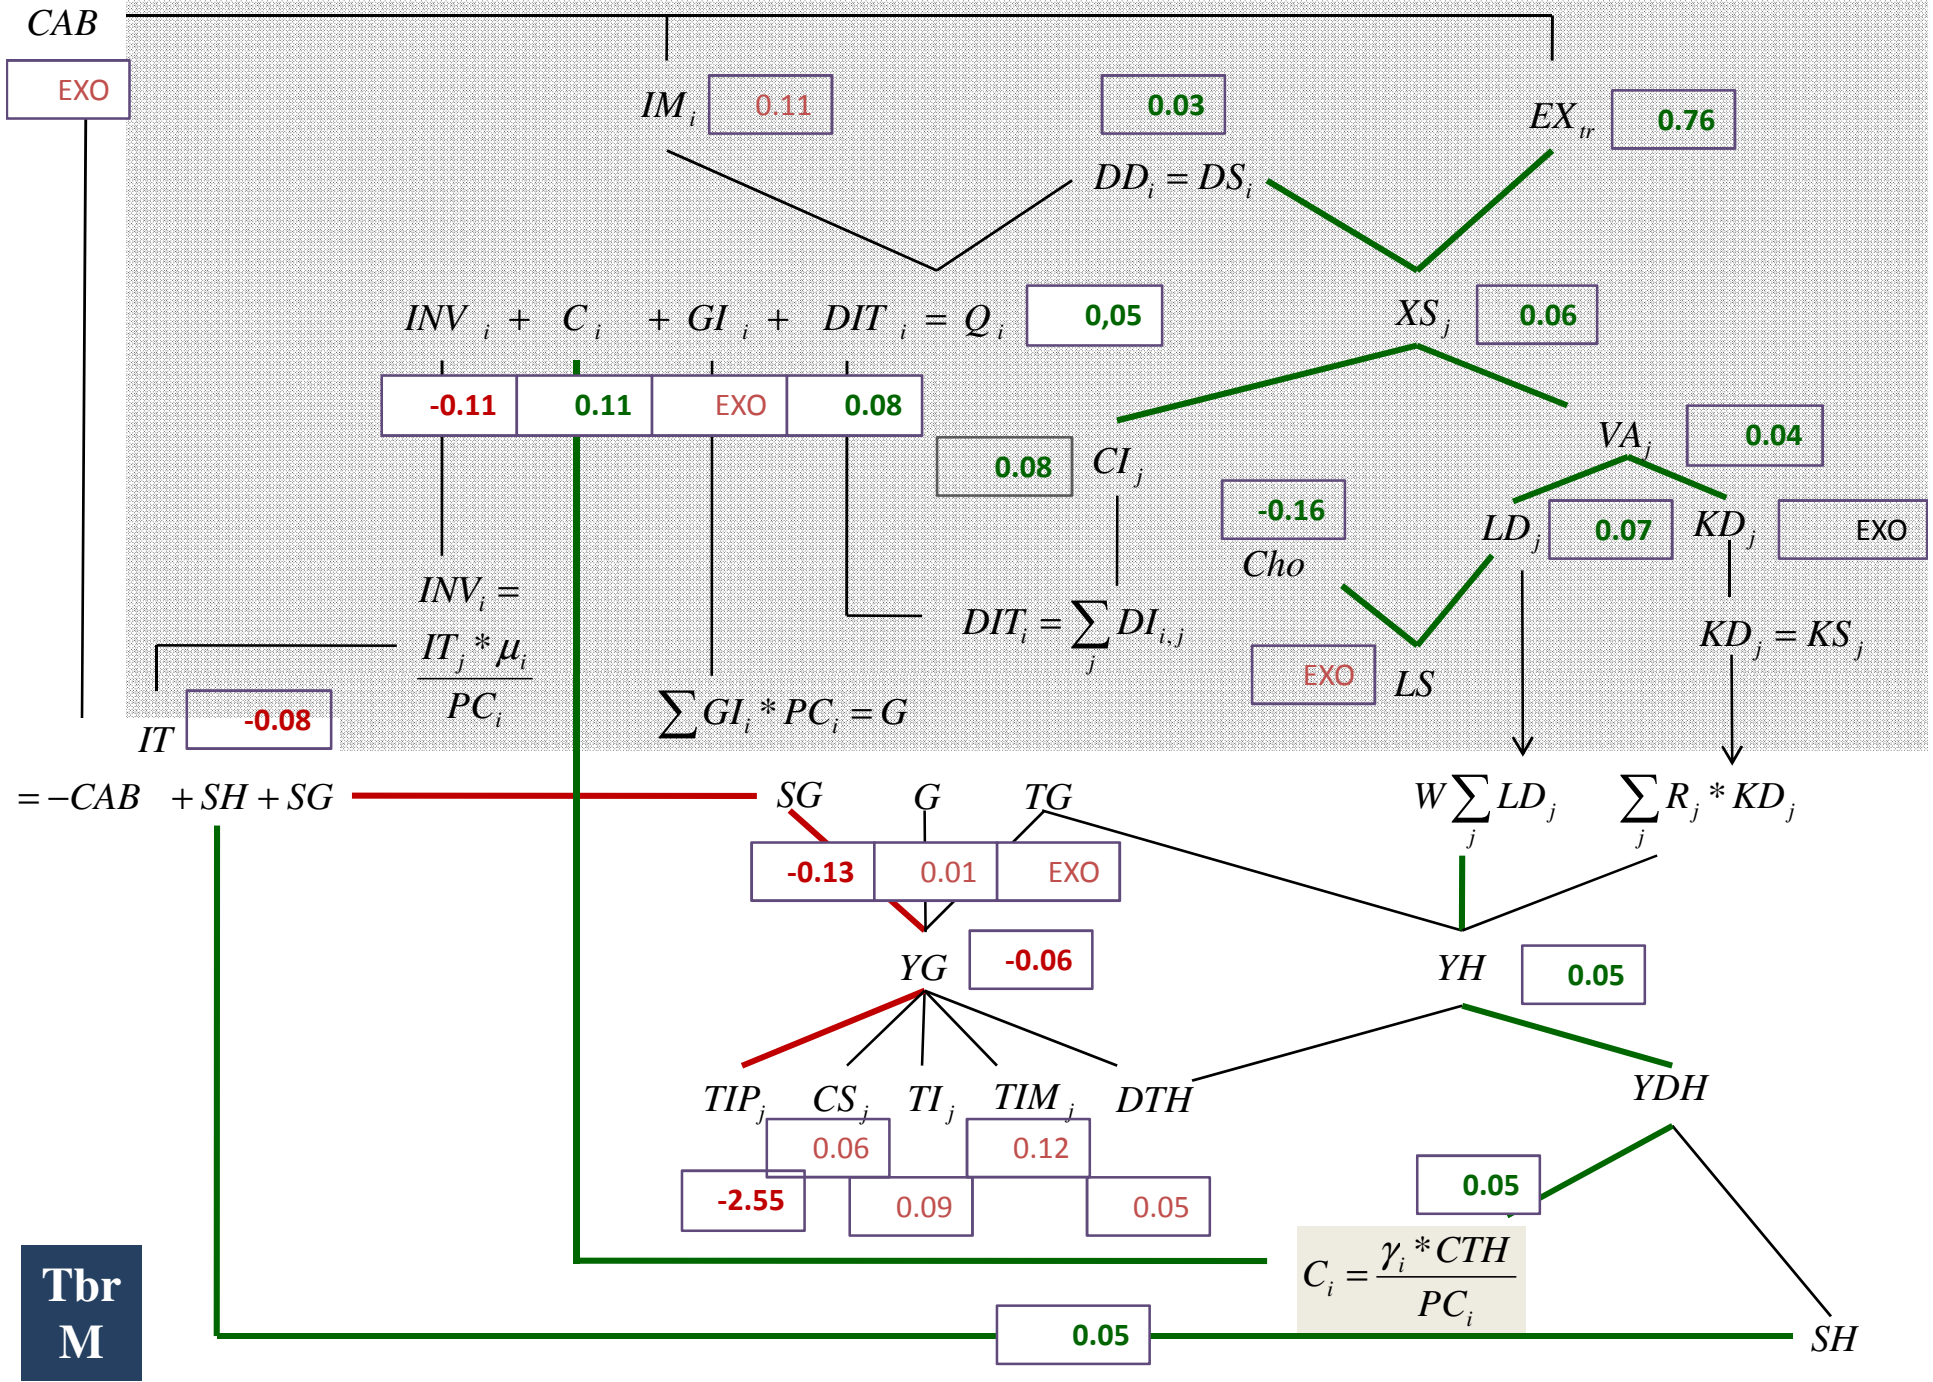 CAB
EXO
IM_i 0.11 0.03 EX_tr 0.76
DD_i = DS_i
INV_i + C_i + GI_i + DIT_i = Q_i 0,05 XS_j 0.06
-0.11 0.11 EXO 0.08
0.08 CI_j VA_j 0.04
-0.16 LD_j 0.07 KD_j EXO
Cho
INV_i =
IT_j * μ_i
PC_i
DIT_i = ∑_j DI_{i,j}
KD_j = KS_j
EXO LS
IT -0.08
∑ GI_i * PC_i = G
= −CAB + SH + SG SG G TG W ∑_j LD_j ∑_j R_j * KD_j
-0.13 0.01 EXO
YG -0.06 YH 0.05
TIP_j CS_j TI_j TIM_j DTH YDH
0.06 0.12
-2.55 0.09 0.05 0.05
C_i = γ_i * CTH
PC_i
Tbr
M
0.05 SH